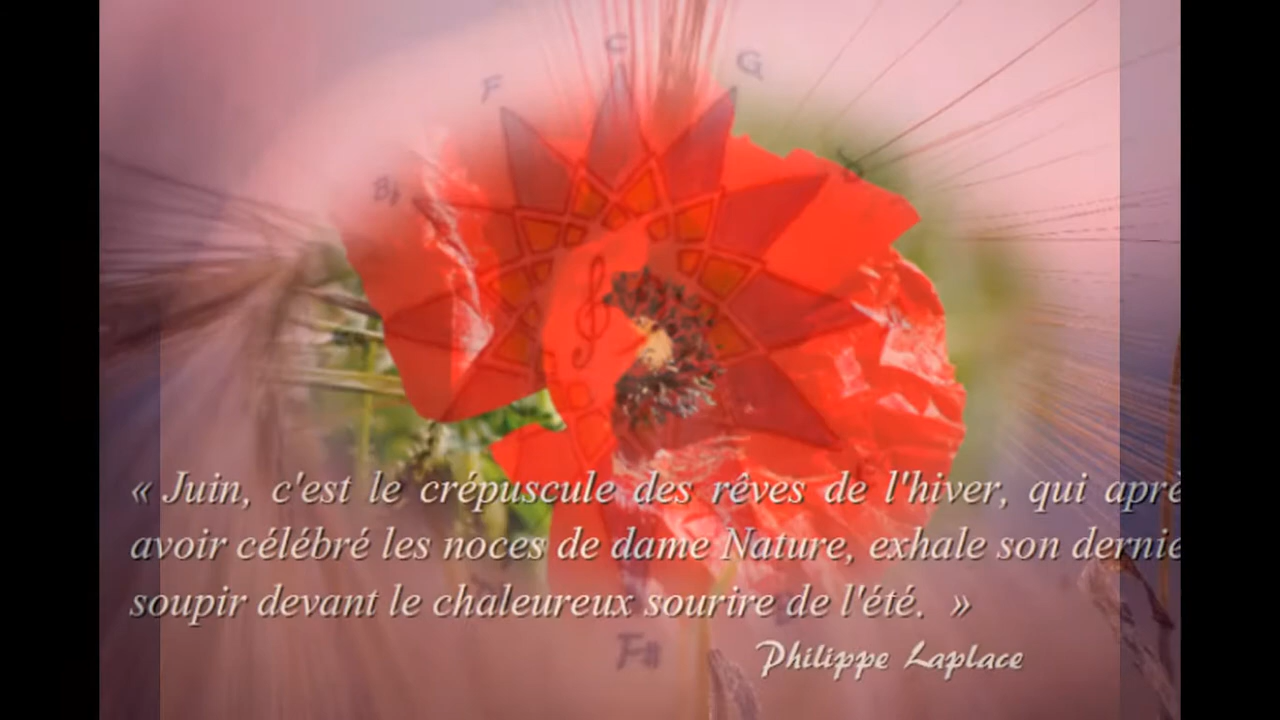 C
F
G
B♭
D
« Juin, c'est le crépuscule des rêves de l'hiver, qui aprè
avoir célébré les noces de dame Nature, exhale son dernie
soupir devant le chaleureux sourire de l'été. »
F#
Philippe Laplace